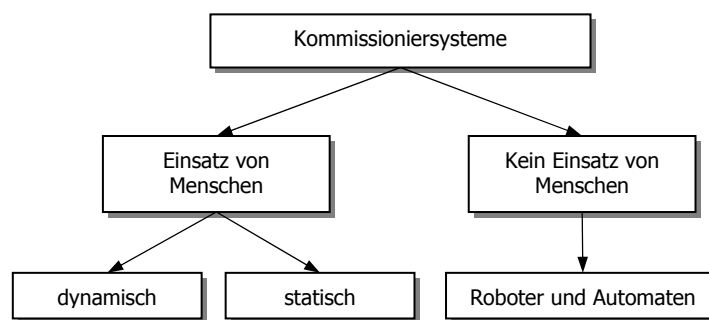 Kommissioniersysteme
Einsatz von
Menschen
Kein Einsatz von
Menschen
dynamisch
statisch
Roboter und Automaten